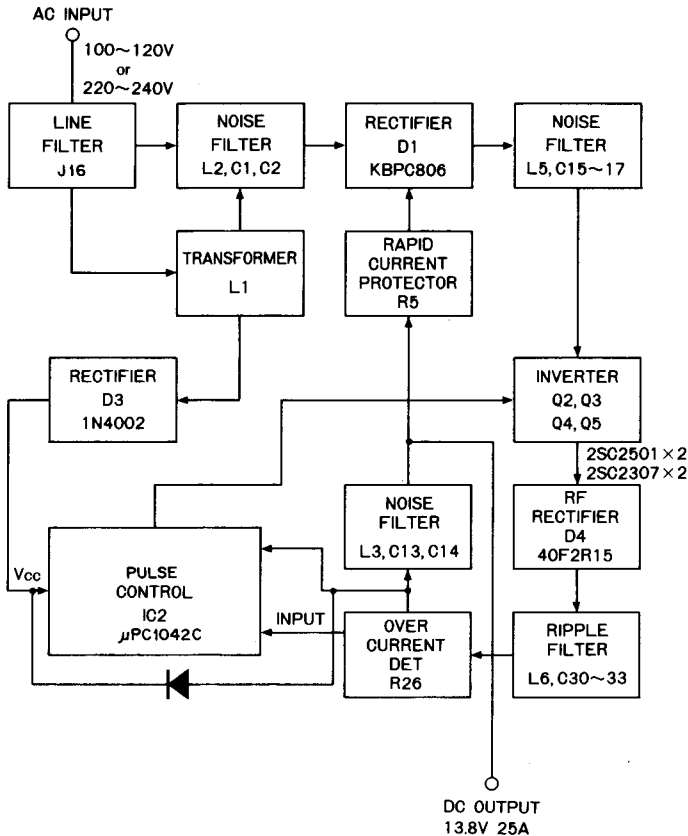 AC INPUT
100～120V
or
220～240V
LINE
FILTER
J16
NOISE
FILTER
L2, C1, C2
RECTIFIER
D1
KBPC806
NOISE
FILTER
L5, C15～17
TRANSFORMER
L1
RAPID
CURRENT
PROTECTOR
R5
RECTIFIER
D3
1N4002
INVERTER
Q2, Q3
Q4, Q5
2SC2501×2
2SC2307×2
NOISE
FILTER
L3, C13, C14
RF
RECTIFIER
D4
40F2R15
Vcc
PULSE
CONTROL
IC2
μPC1042C
INPUT
OVER
CURRENT
DET
R26
RIPPLE
FILTER
L6, C30～33
DC OUTPUT
13.8V 25A